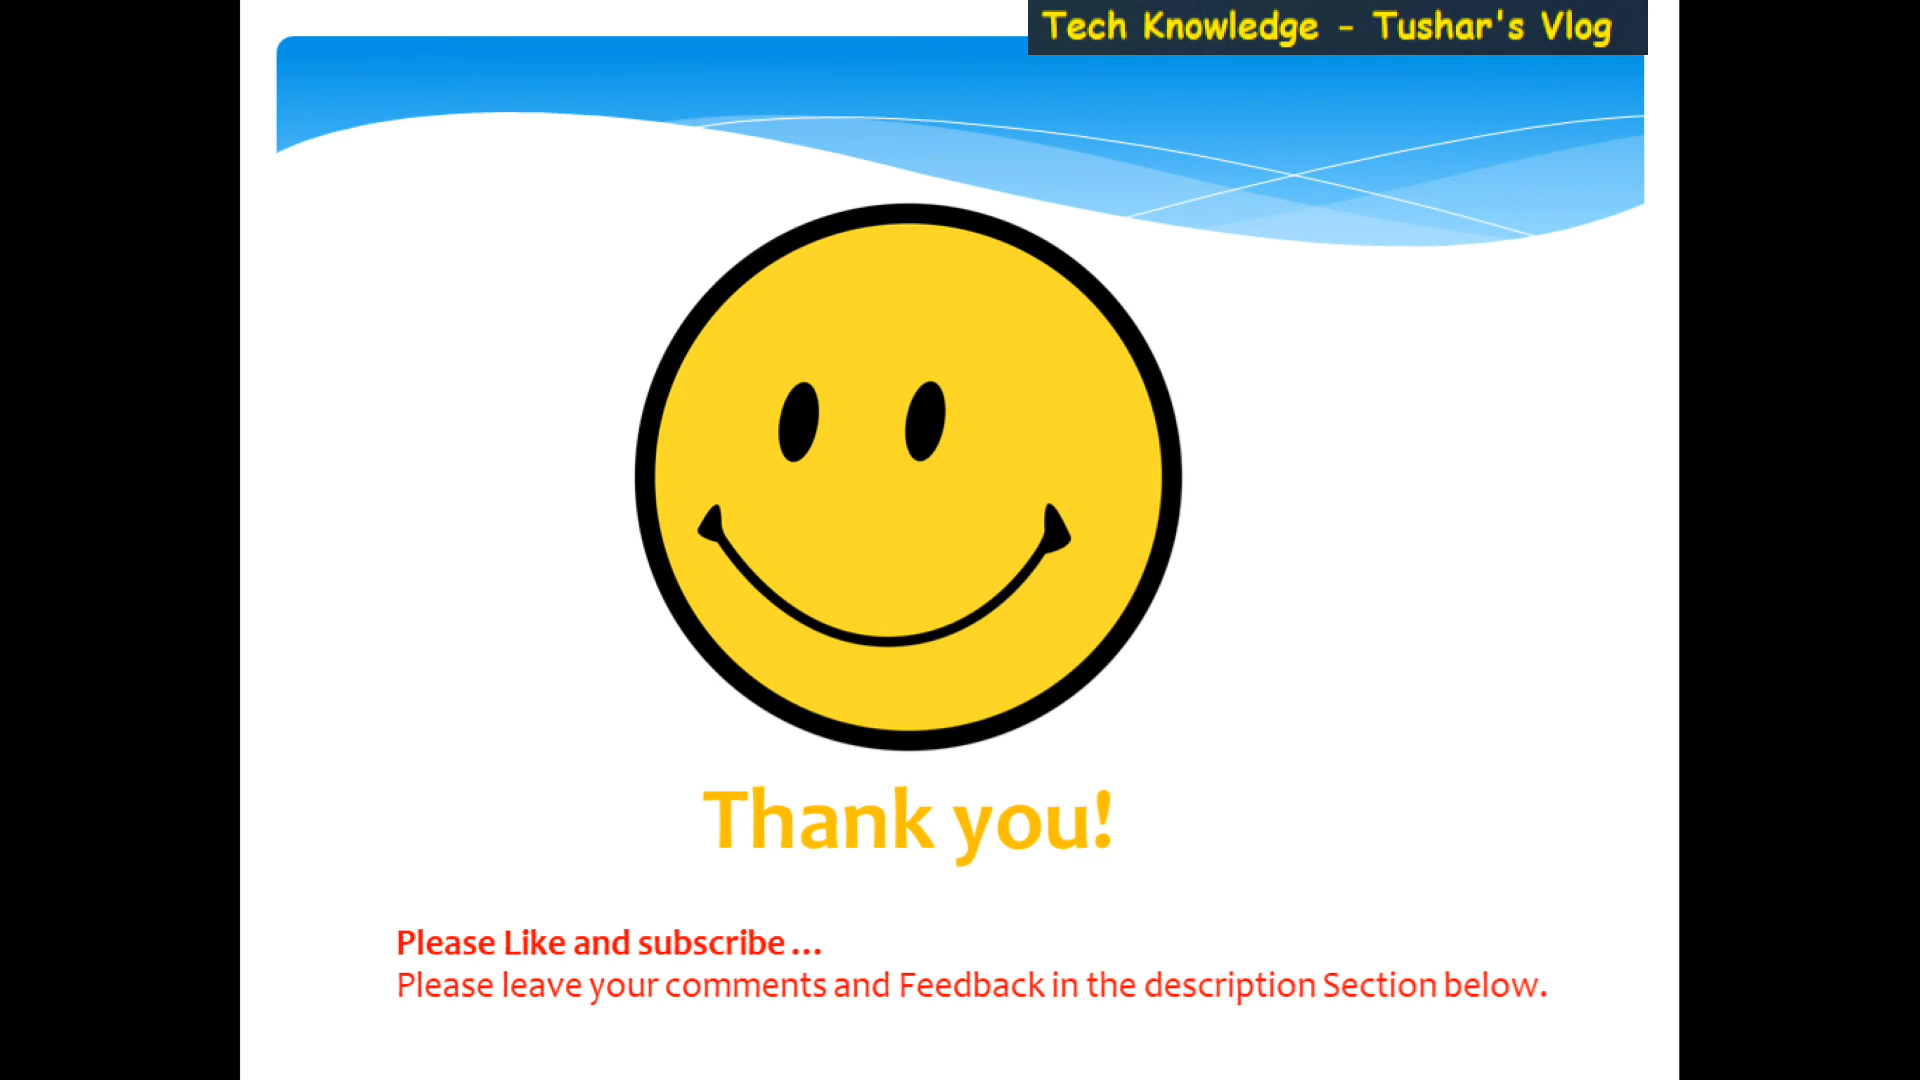 Tech Knowledge - Tushar's Vlog
Thank you!
Please Like and subscribe ...
Please leave your comments and Feedback in the description Section below.